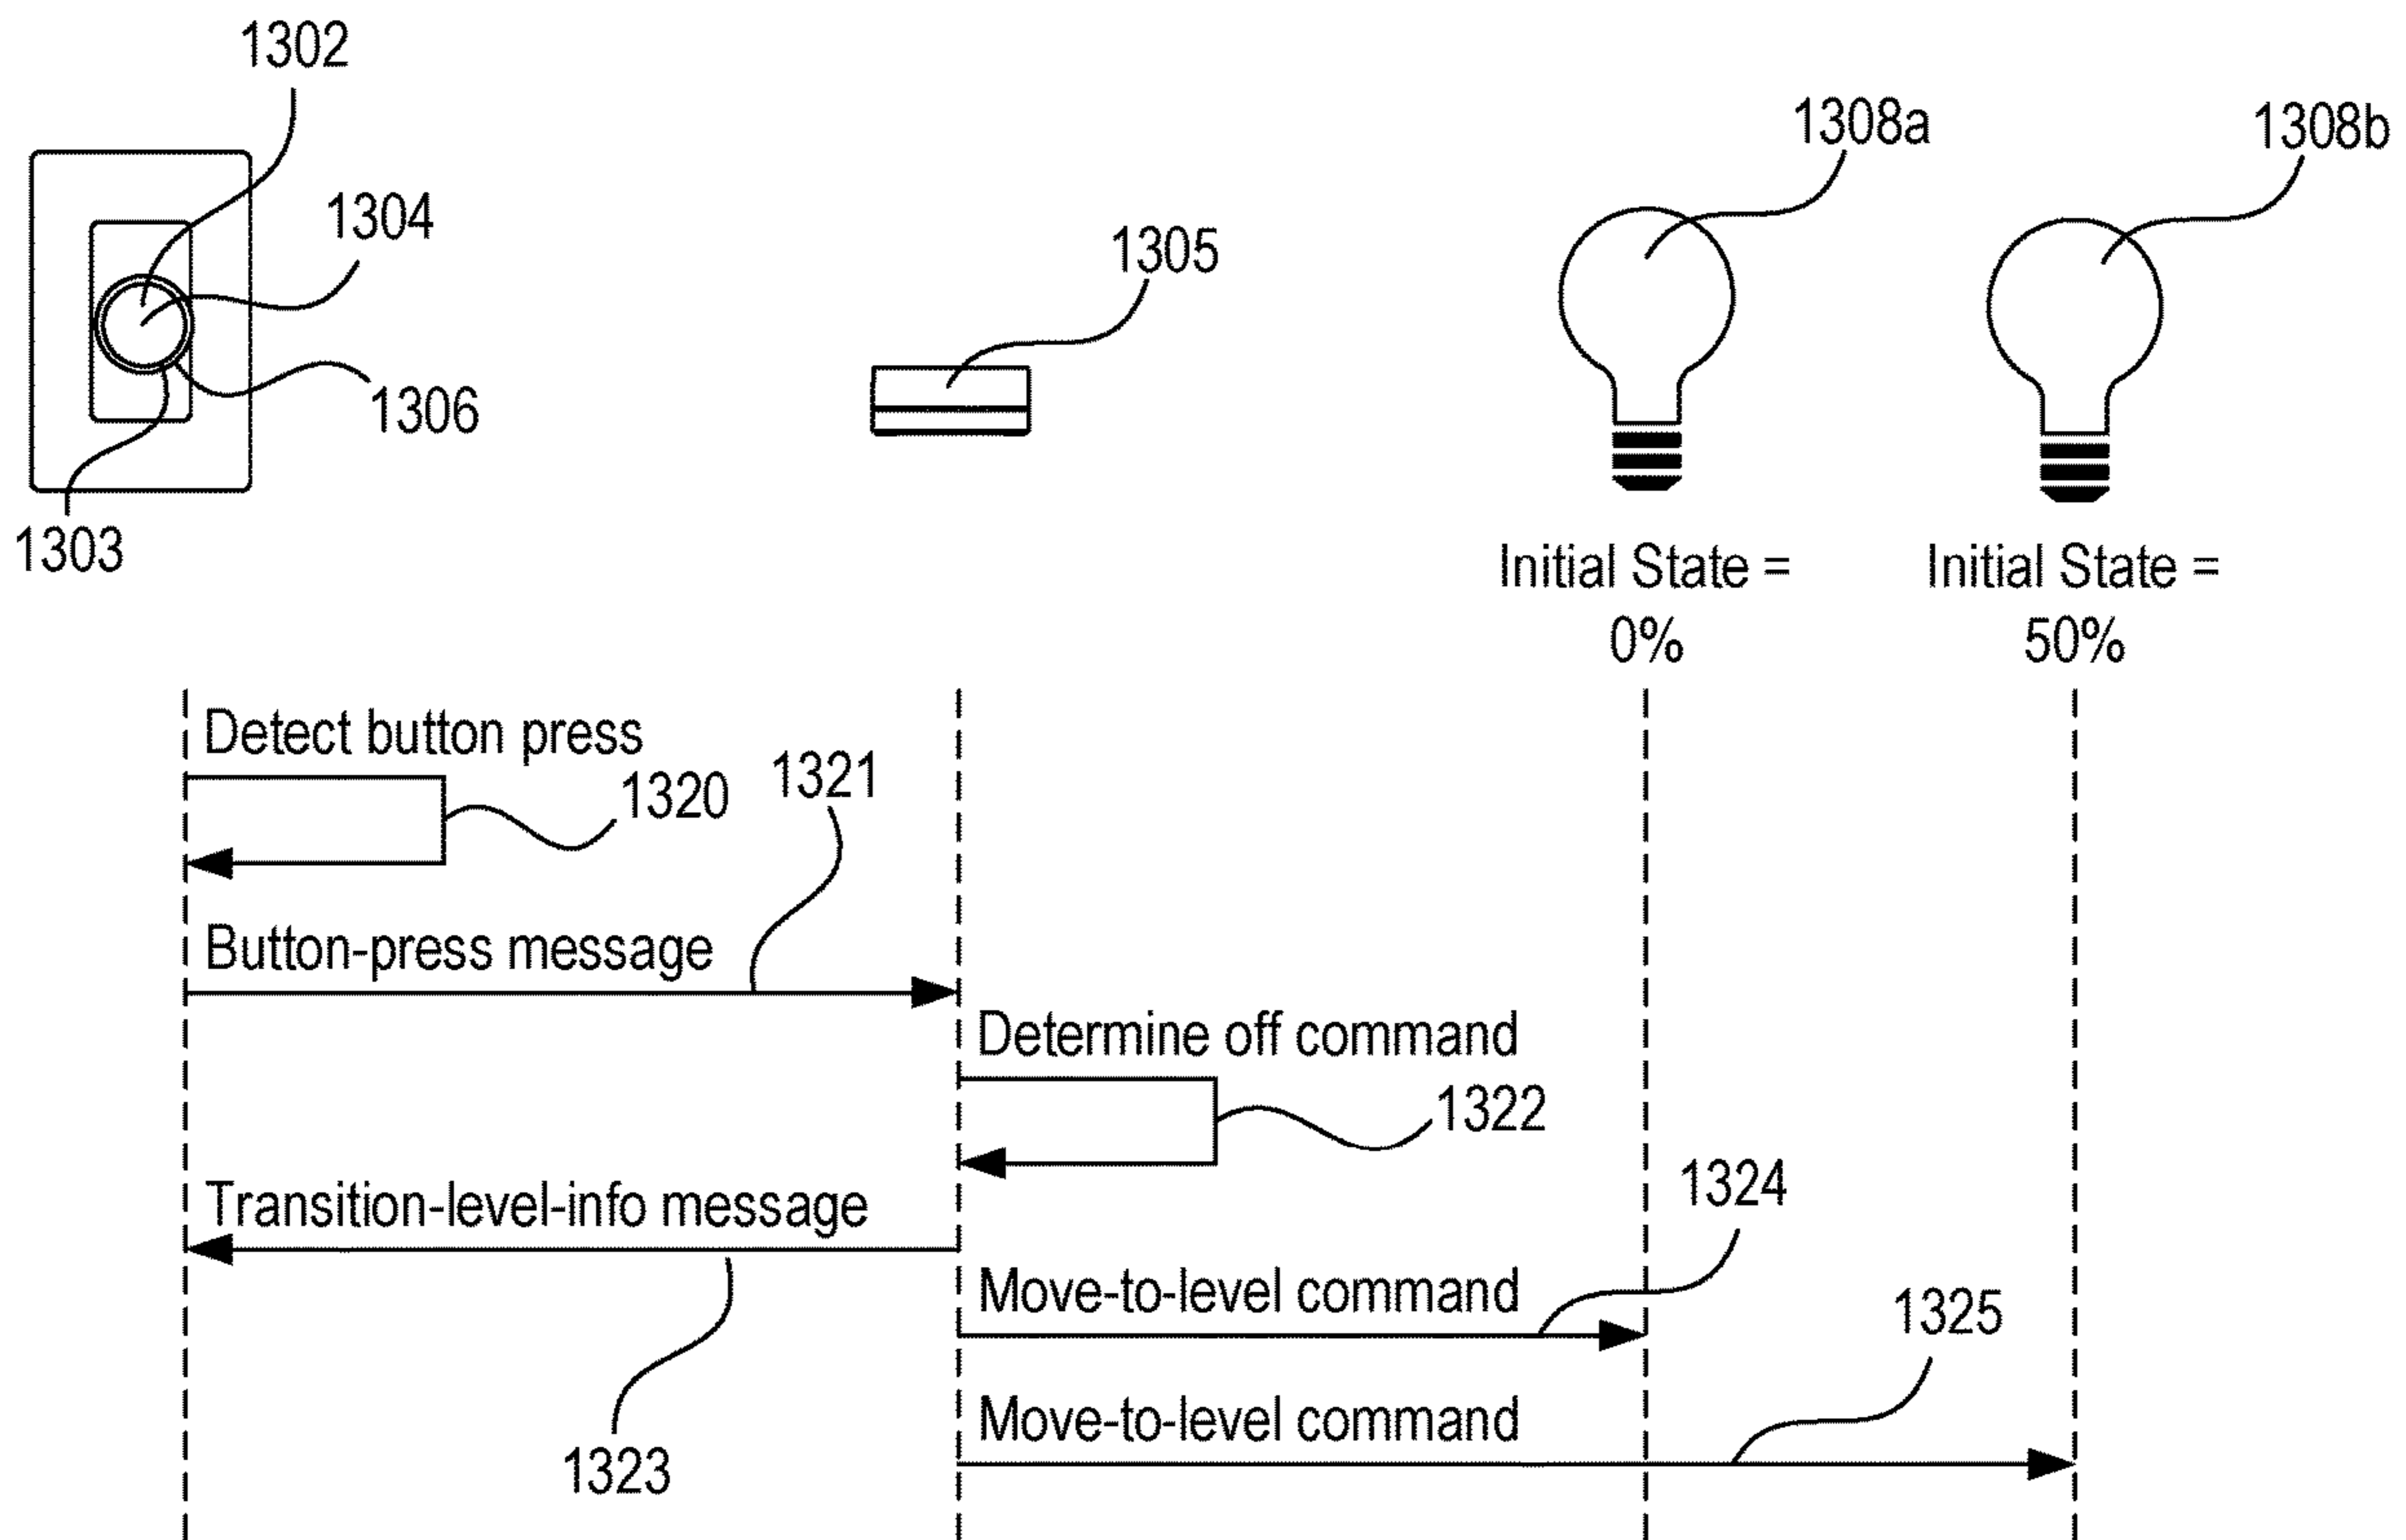 1302
1304
1305
1306
1303
1308a
1308b
Initial State =
0%
Initial State =
50%
Detect button press
1320
1321
Button-press message
Determine off command
1322
Transition-level-info message
1323
1324
Move-to-level command
1325
Move-to-level command